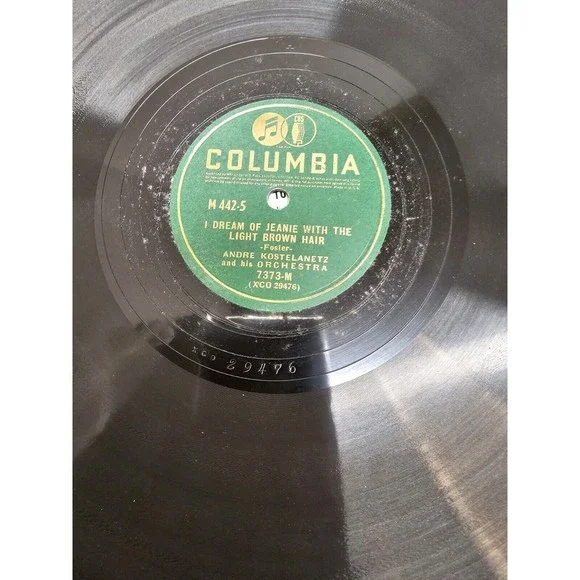 CBS
COLUMBIA
M 442-5
I DREAM OF JEANIE WITH THE
LIGHT BROWN HAIR
-Foster-
ANDRE KOSTELANETZ
and his ORCHESTRA
7373-M
(XCO 29476)
XCO 29476